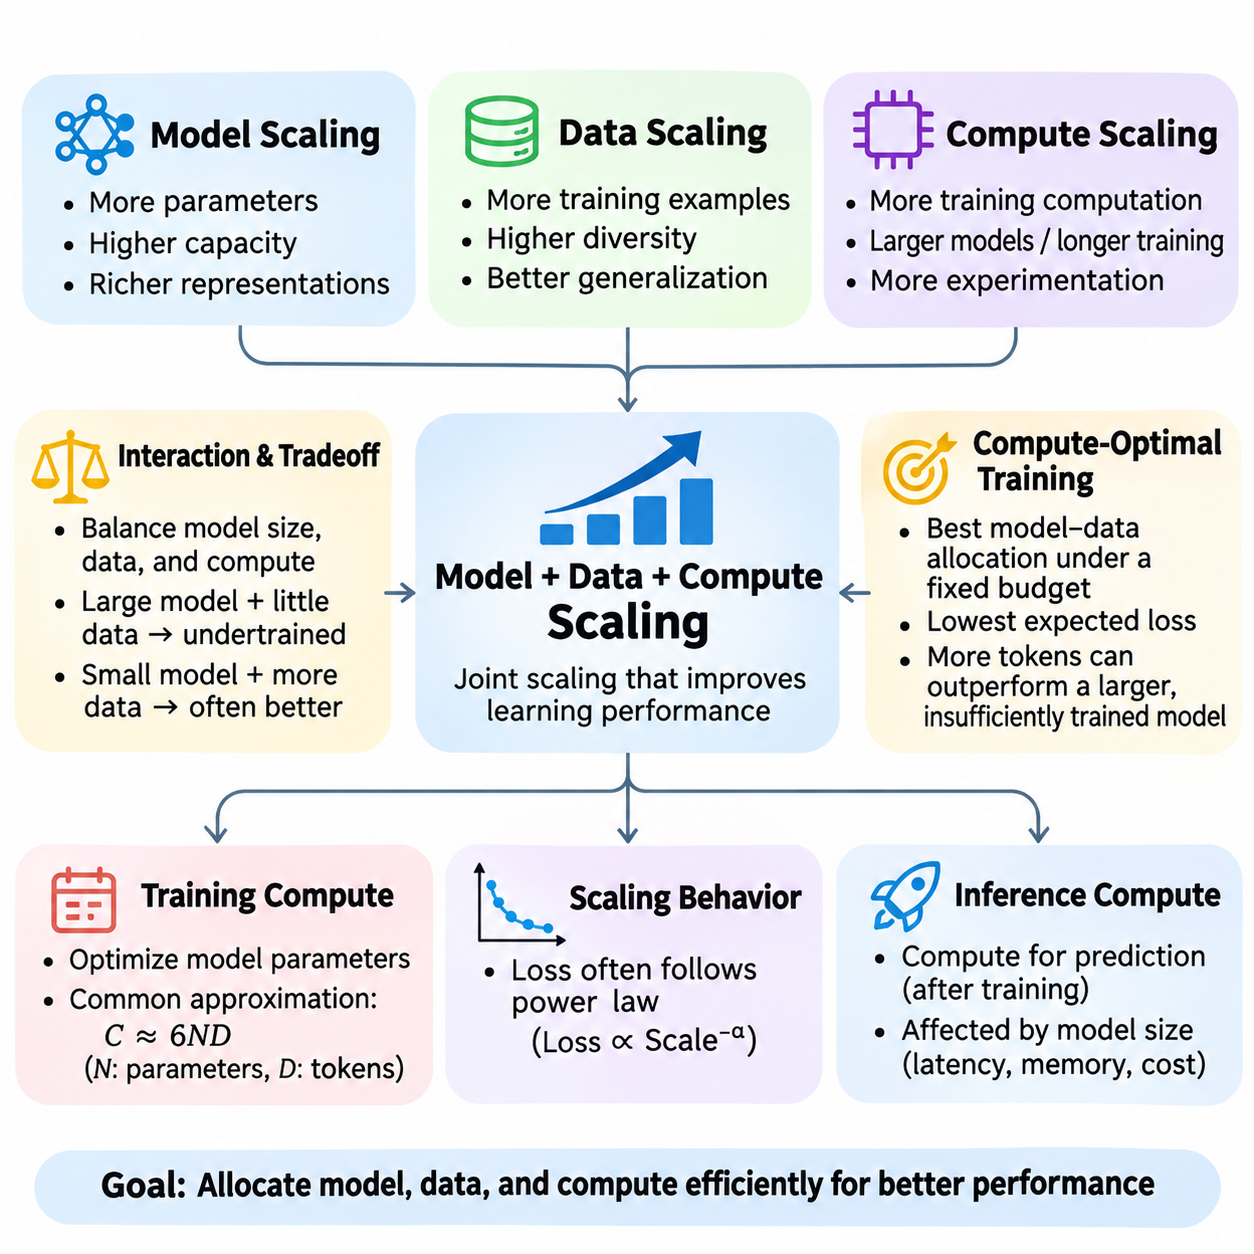 Model Scaling
• More parameters
• Higher capacity
• Richer representations
Data Scaling
• More training examples
• Higher diversity
• Better generalization
Compute Scaling
• More training computation
• Larger models / longer training
• More experimentation
Interaction & Tradeoff
• Balance model size,
data, and compute
• Large model + little
data → undertrained
• Small model + more
data → often better
Model + Data + Compute
Scaling
Joint scaling that improves
learning performance
Compute-Optimal
Training
• Best model–data
allocation under a
fixed budget
• Lowest expected loss
• More tokens can
outperform a larger,
insufficiently trained model
Training Compute
• Optimize model parameters
• Common approximation:
C ≈ 6ND
(N: parameters, D: tokens)
Scaling Behavior
• Loss often follows
power law
(Loss ∝ Scale⁻ᵅ)
Inference Compute
• Compute for prediction
(after training)
• Affected by model size
(latency, memory, cost)
Goal: Allocate model, data, and compute efficiently for better performance